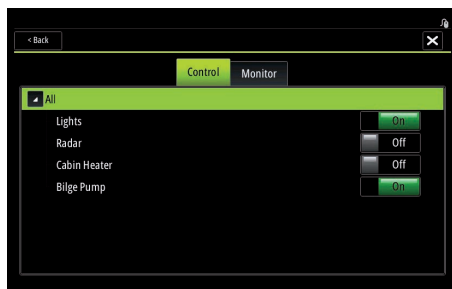 < Back
Control Monitor
All
Lights On
Radar Off
Cabin Heater Off
Bilge Pump On